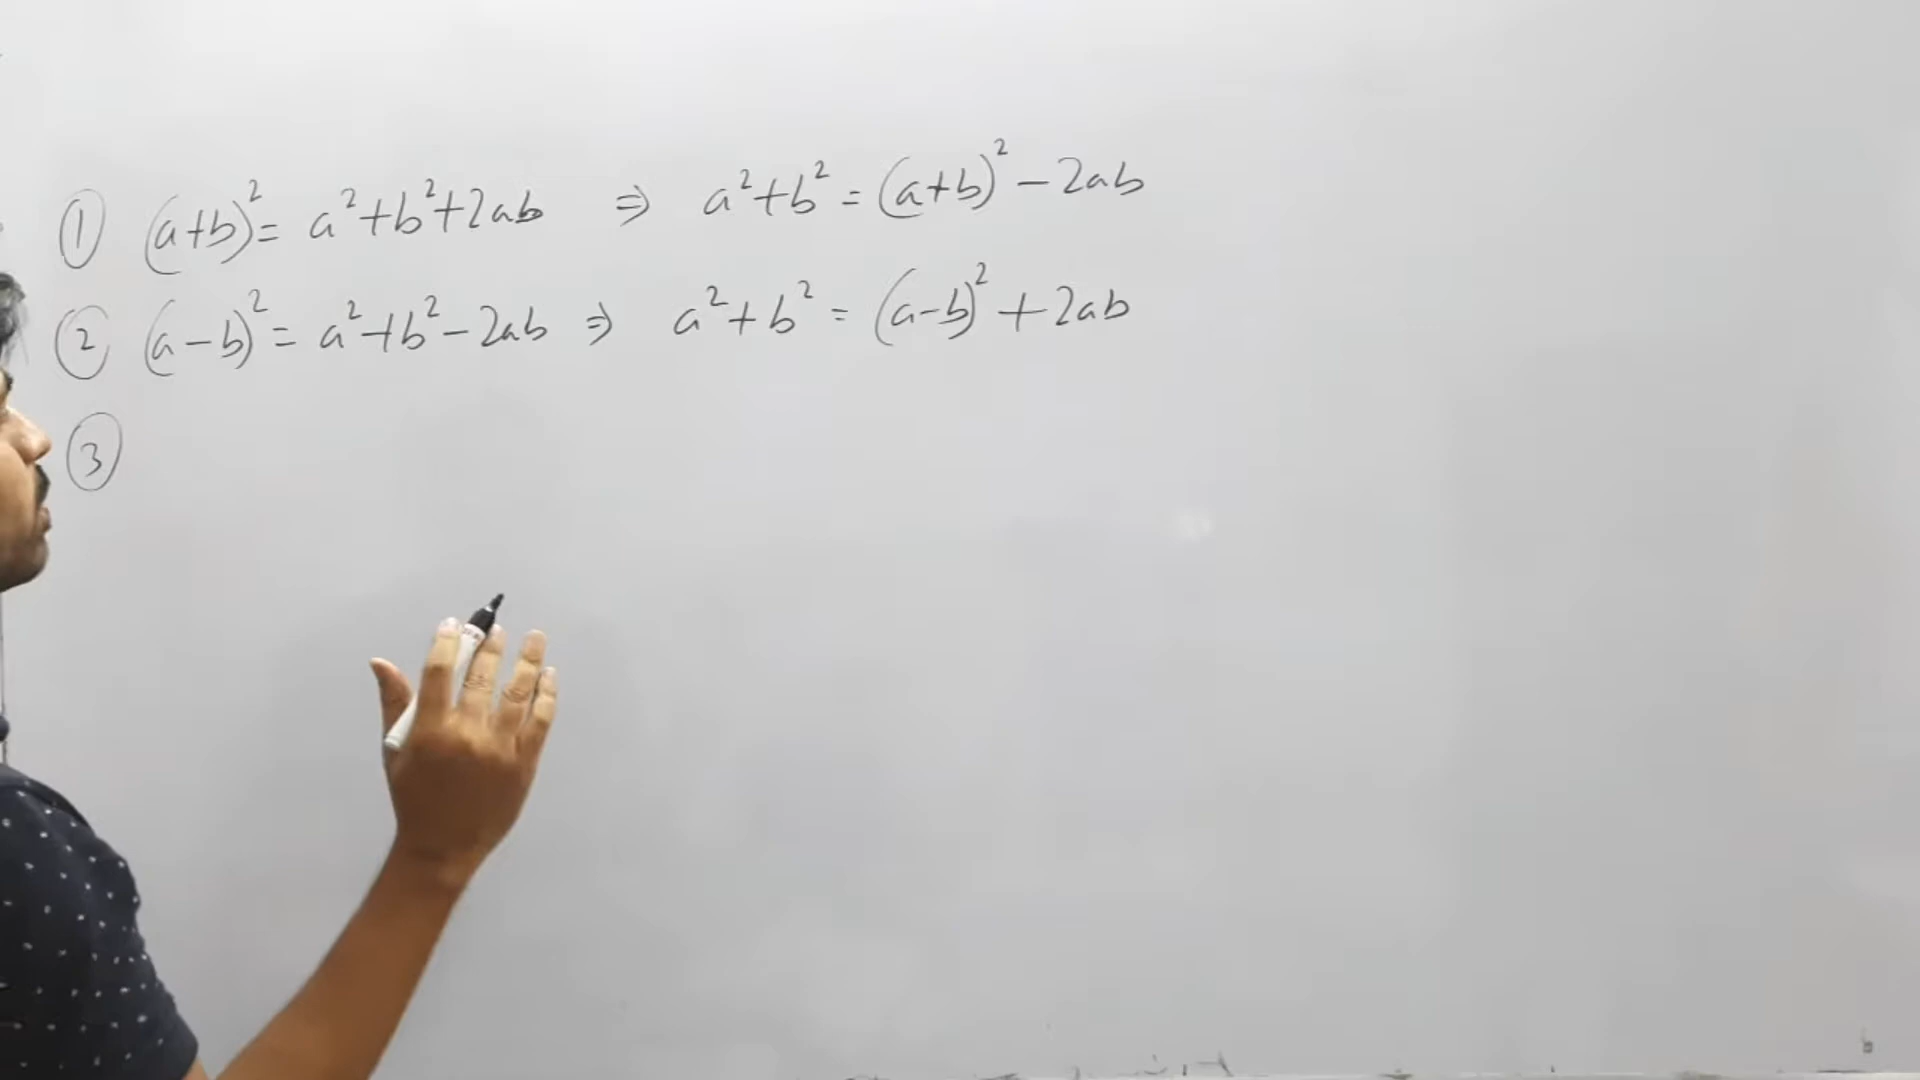 ① (a+b)² = a²+b²+2ab ⇒ a²+b² = (a+b)² − 2ab
② (a−b)² = a²+b²−2ab ⇒ a²+b² = (a−b)² + 2ab
③